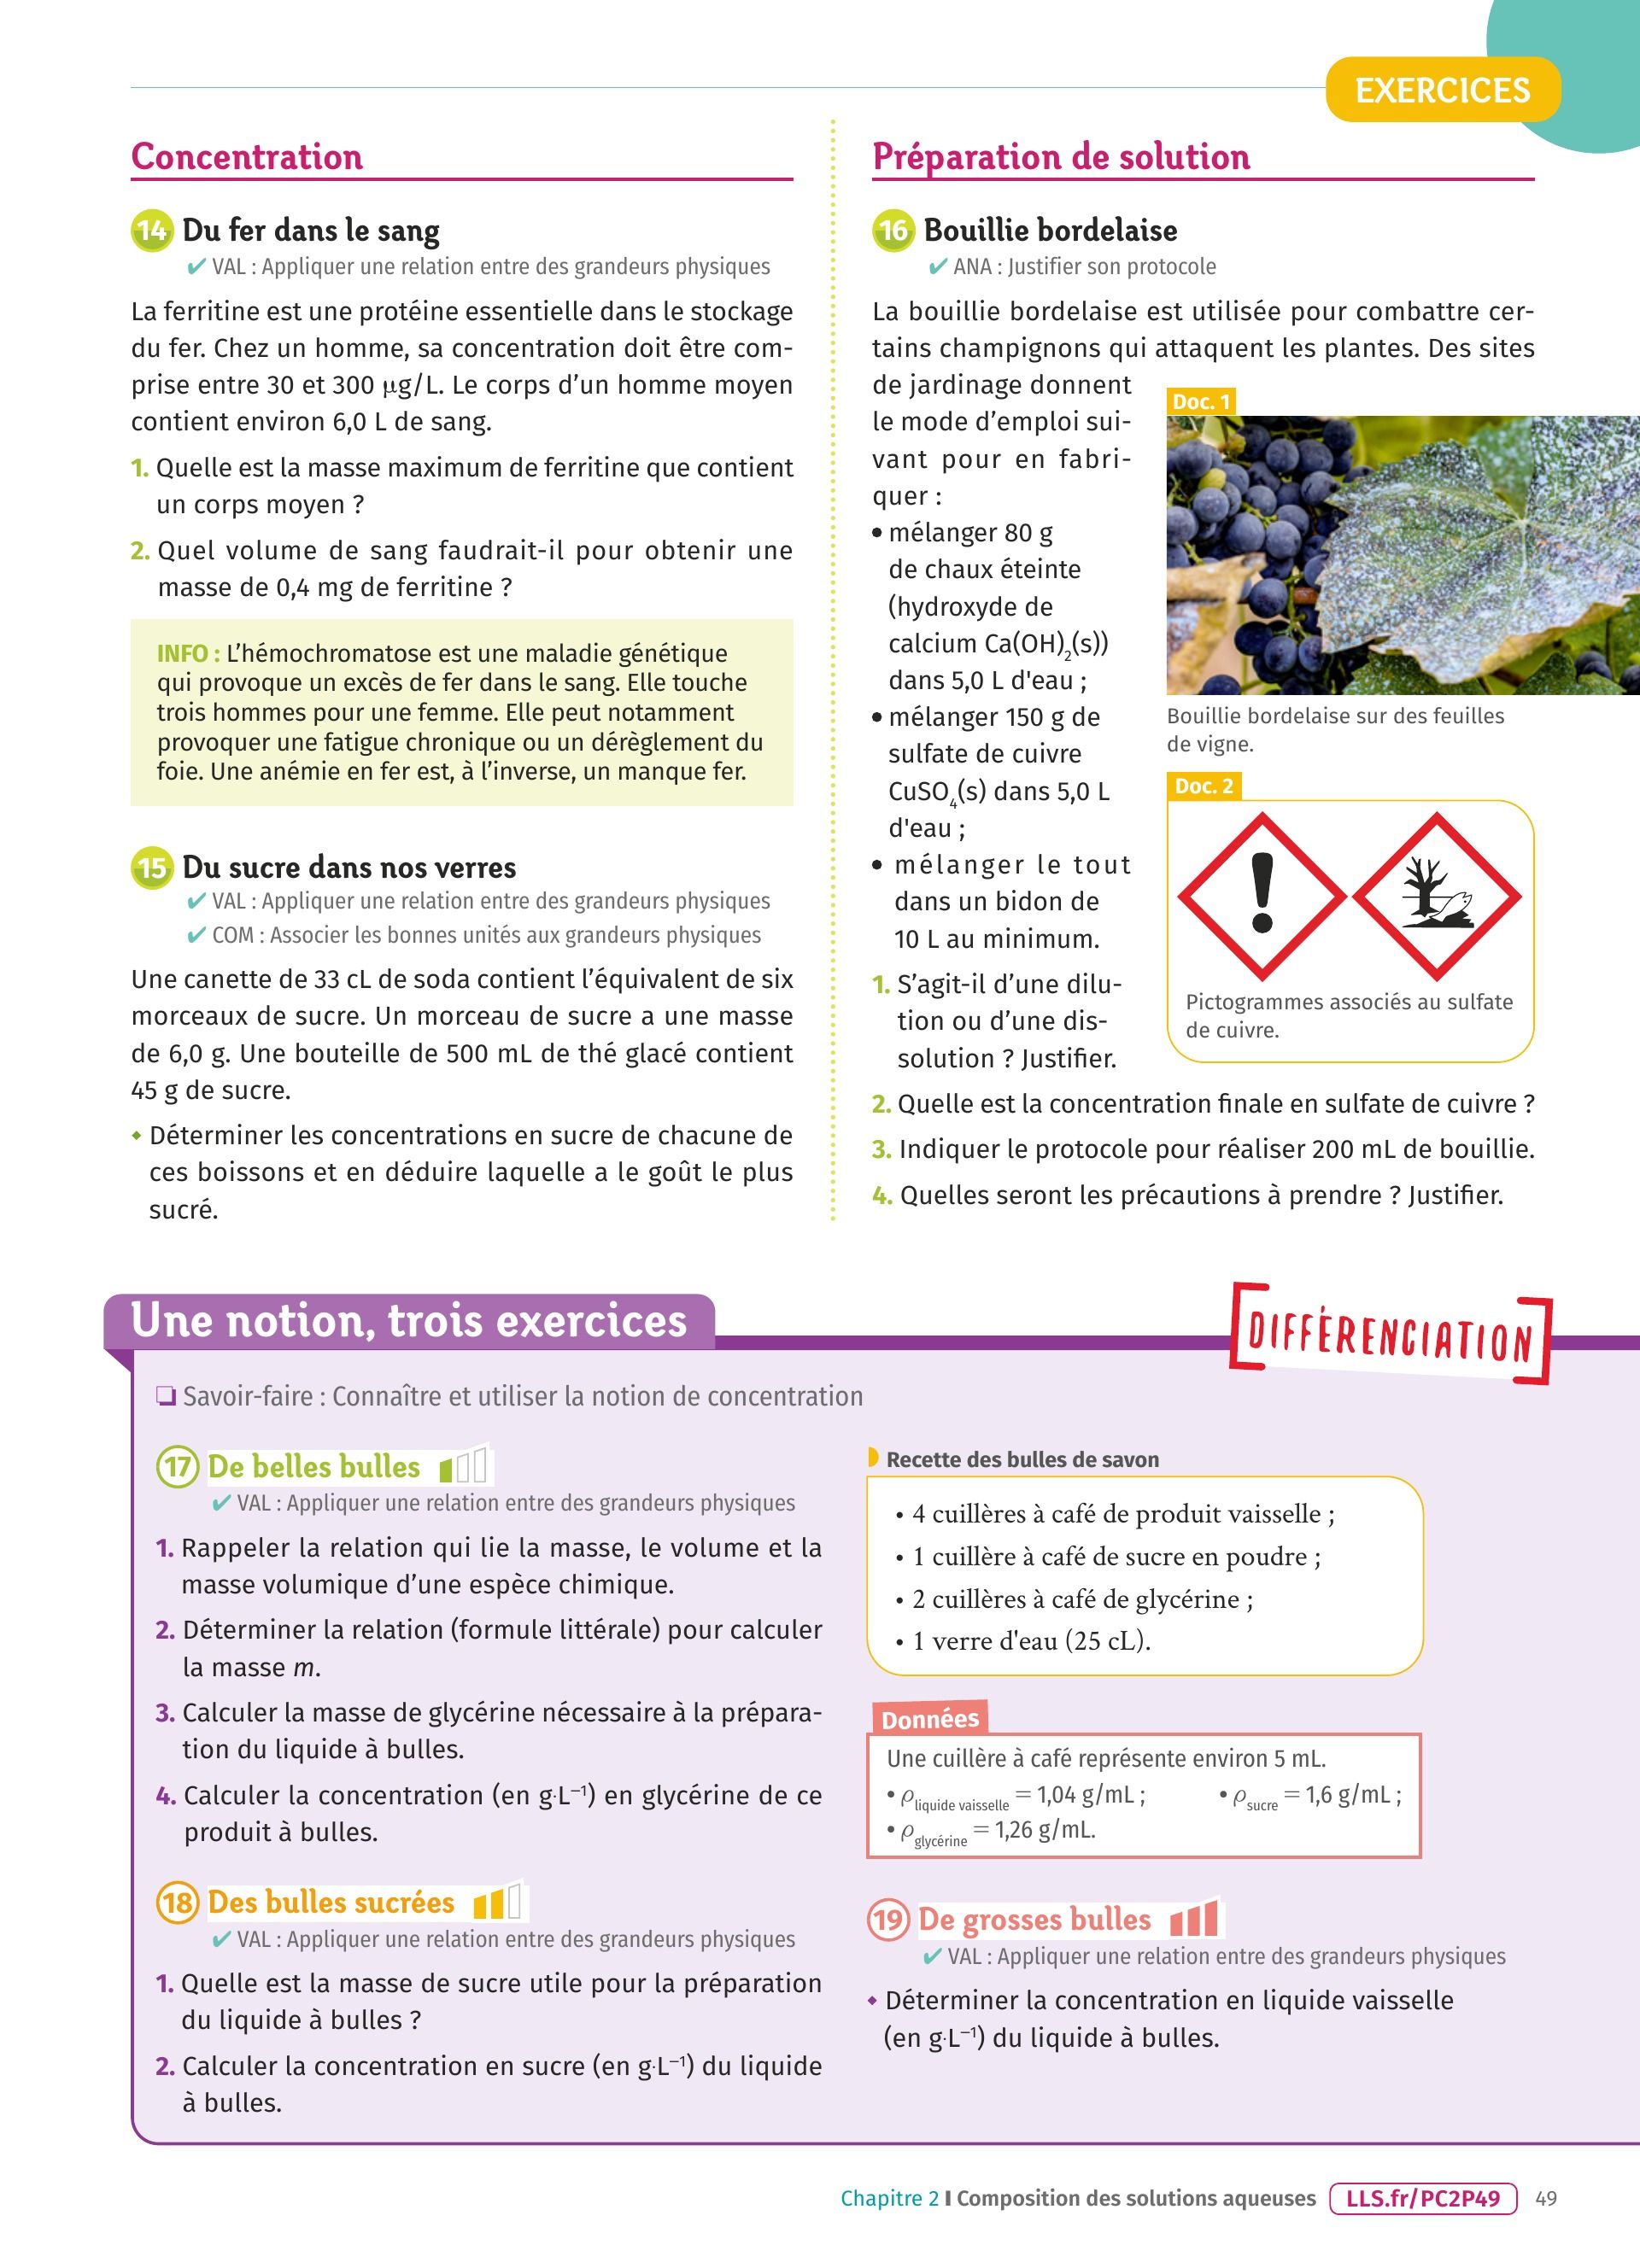 EXERCICES
Concentration
14 Du fer dans le sang
✔ VAL : Appliquer une relation entre des grandeurs physiques
La ferritine est une protéine essentielle dans le stockage
du fer. Chez un homme, sa concentration doit être com-
prise entre 30 et 300 µg/L. Le corps d’un homme moyen
contient environ 6,0 L de sang.
1. Quelle est la masse maximum de ferritine que contient
un corps moyen ?
2. Quel volume de sang faudrait-il pour obtenir une
masse de 0,4 mg de ferritine ?
INFO : L’hémochromatose est une maladie génétique
qui provoque un excès de fer dans le sang. Elle touche
trois hommes pour une femme. Elle peut notamment
provoquer une fatigue chronique ou un dérèglement du
foie. Une anémie en fer est, à l’inverse, un manque fer.
15 Du sucre dans nos verres
✔ VAL : Appliquer une relation entre des grandeurs physiques
✔ COM : Associer les bonnes unités aux grandeurs physiques
Une canette de 33 cL de soda contient l’équivalent de six
morceaux de sucre. Un morceau de sucre a une masse
de 6,0 g. Une bouteille de 500 mL de thé glacé contient
45 g de sucre.
◆ Déterminer les concentrations en sucre de chacune de
ces boissons et en déduire laquelle a le goût le plus
sucré.
Préparation de solution
16 Bouillie bordelaise
✔ ANA : Justifier son protocole
La bouillie bordelaise est utilisée pour combattre cer-
tains champignons qui attaquent les plantes. Des sites
de jardinage donnent
le mode d’emploi sui-
vant pour en fabri-
quer :
• mélanger 80 g
de chaux éteinte
(hydroxyde de
calcium Ca(OH)₂(s))
dans 5,0 L d'eau ;
• mélanger 150 g de
sulfate de cuivre
CuSO₄(s) dans 5,0 L
d'eau ;
• mélanger le tout
dans un bidon de
10 L au minimum.
Doc. 1
Bouillie bordelaise sur des feuilles
de vigne.
Doc. 2
Pictogrammes associés au sulfate
de cuivre.
1. S’agit-il d’une dilu-
tion ou d’une dis-
solution ? Justifier.
2. Quelle est la concentration finale en sulfate de cuivre ?
3. Indiquer le protocole pour réaliser 200 mL de bouillie.
4. Quelles seront les précautions à prendre ? Justifier.
Une notion, trois exercices
DIFFÉRENCIATION
❏ Savoir-faire : Connaître et utiliser la notion de concentration
17 De belles bulles
✔ VAL : Appliquer une relation entre des grandeurs physiques
1. Rappeler la relation qui lie la masse, le volume et la
masse volumique d’une espèce chimique.
2. Déterminer la relation (formule littérale) pour calculer
la masse m.
3. Calculer la masse de glycérine nécessaire à la prépara-
tion du liquide à bulles.
4. Calculer la concentration (en g·L⁻¹) en glycérine de ce
produit à bulles.
18 Des bulles sucrées
✔ VAL : Appliquer une relation entre des grandeurs physiques
1. Quelle est la masse de sucre utile pour la préparation
du liquide à bulles ?
2. Calculer la concentration en sucre (en g·L⁻¹) du liquide
à bulles.
Recette des bulles de savon
• 4 cuillères à café de produit vaisselle ;
• 1 cuillère à café de sucre en poudre ;
• 2 cuillères à café de glycérine ;
• 1 verre d'eau (25 cL).
Données
Une cuillère à café représente environ 5 mL.
• ρ liquide vaisselle = 1,04 g/mL ; • ρ sucre = 1,6 g/mL ;
• ρ glycérine = 1,26 g/mL.
19 De grosses bulles
✔ VAL : Appliquer une relation entre des grandeurs physiques
◆ Déterminer la concentration en liquide vaisselle
(en g·L⁻¹) du liquide à bulles.
Chapitre 2 I Composition des solutions aqueuses LLS.fr/PC2P49 49